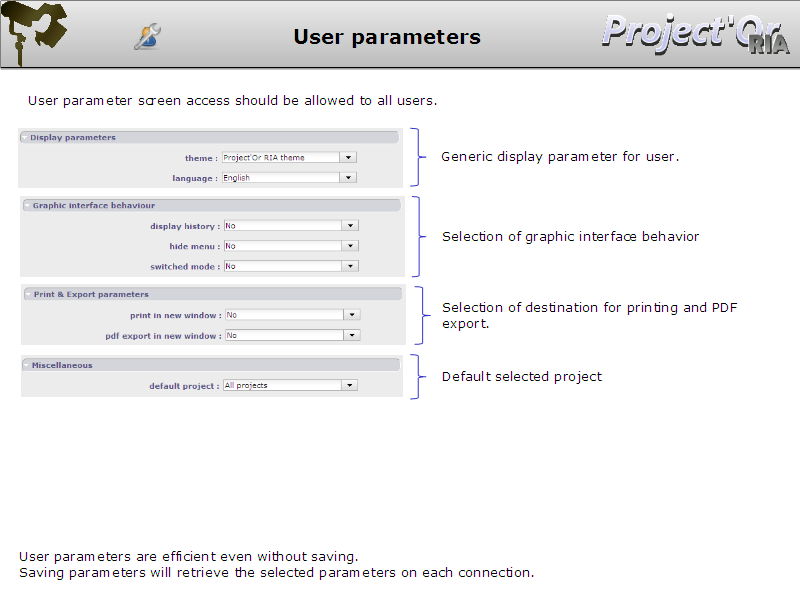 User parameters
Project'Or
RIA
User parameter screen access should be allowed to all users.
Display parameters
theme : Project'Or RIA theme
language : English
Generic display parameter for user.
Graphic interface behaviour
display history : No
hide menu : No
switched mode : No
Selection of graphic interface behavior
Print & Export parameters
print in new window : No
pdf export in new window : No
Selection of destination for printing and PDF
export.
Miscellaneous
default project : All projects
Default selected project
User parameters are efficient even without saving.
Saving parameters will retrieve the selected parameters on each connection.